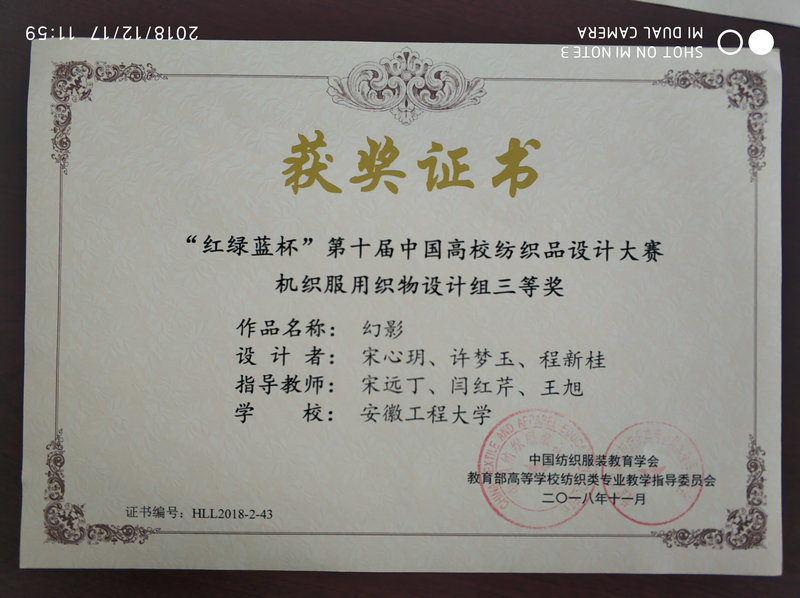 获奖证书
“红绿蓝杯”第十届中国高校纺织品设计大赛
机织服用织物设计组三等奖
作品名称： 幻影
设 计 者： 宋心玥、许梦玉、程新桂
指导教师： 宋远丁、闫红芹、王旭
学 校： 安徽工程大学
中国纺织服装教育学会
教育部高等学校纺织类专业教学指导委员会
二〇一八年十一月
证书编号：HLL2018-2-43
SHOT ON MI NOTE 3
MI DUAL CAMERA
2018/12/17 11:59